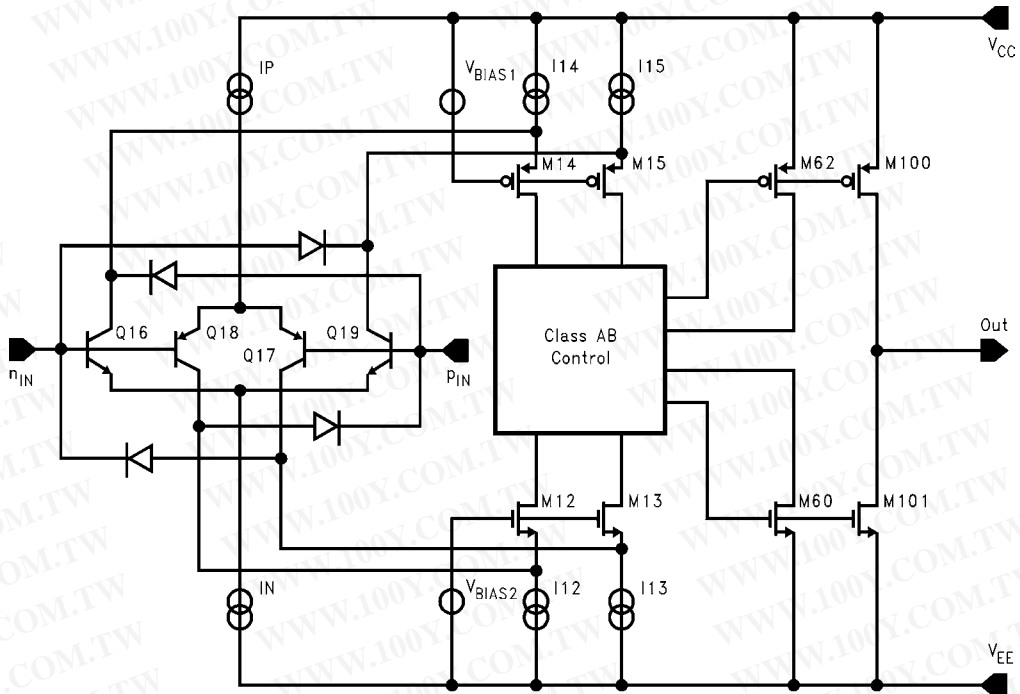 WWW.100Y.COM.TW
VCC
IP
VBIAS1
I14
I15
M14
M15
M62
M100
Q16
Q18
Q17
Q19
Class AB
Control
Out
nIN
pIN
M12
M13
M60
M101
IN
VBIAS2
I12
I13
VEE